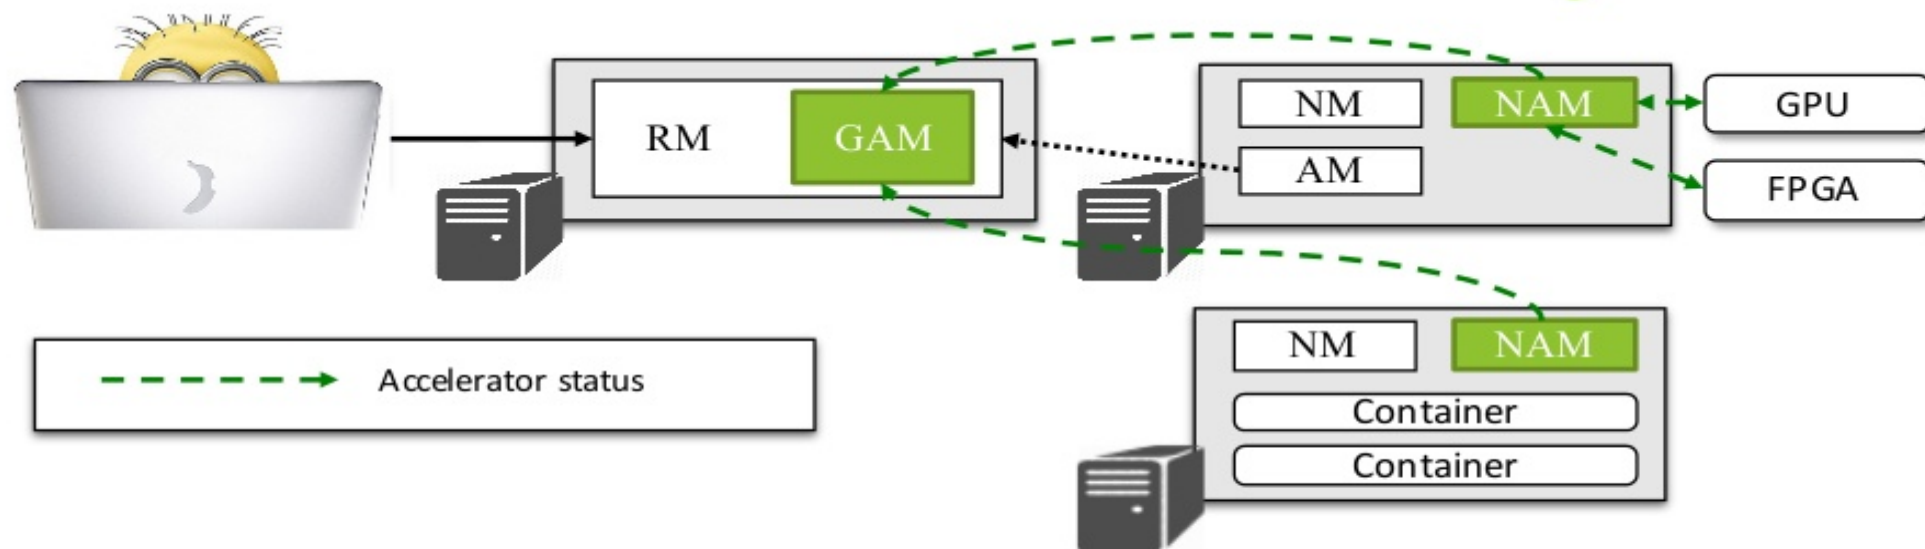 RM
GAM
NM
NAM
AM
GPU
FPGA
NM
NAM
Container
Container
Accelerator status